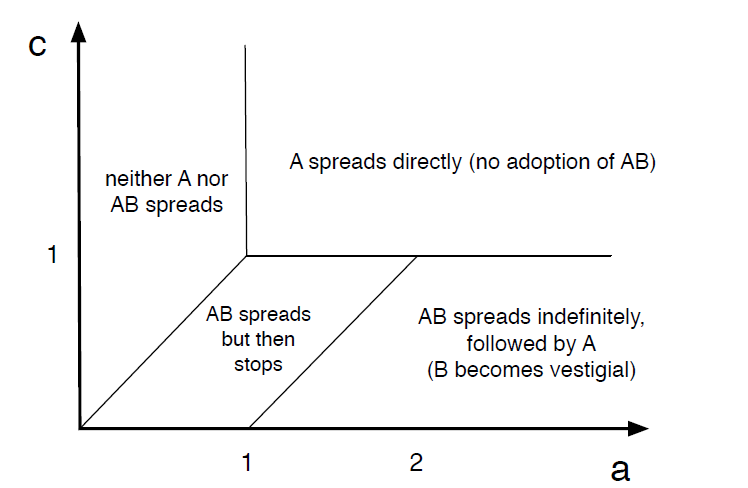 c
A spreads directly (no adoption of AB)
neither A nor
AB spreads
1
AB spreads
but then
stops
AB spreads indefinitely,
followed by A
(B becomes vestigial)
1
2
a